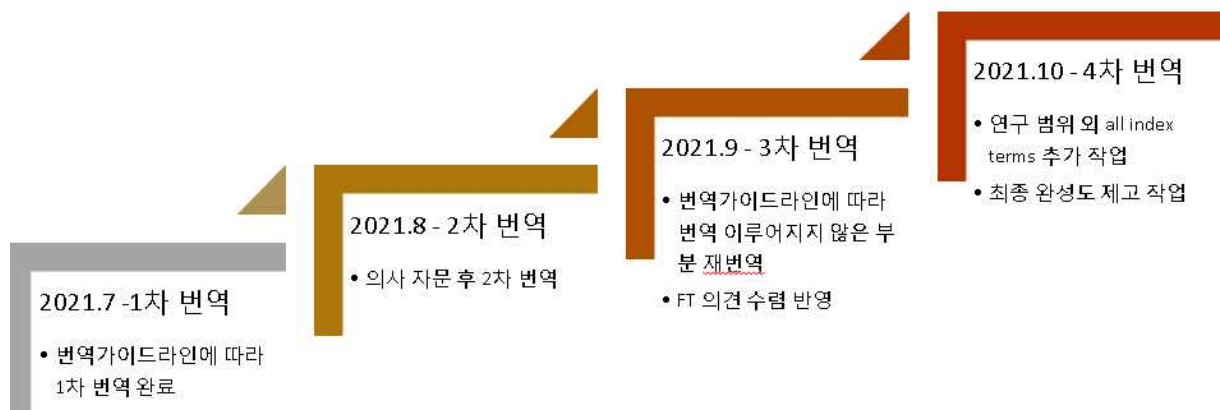 2021.7 -1차 번역
• 번역가이드라인에 따라
1차 번역 완료
2021.8 - 2차 번역
• 의사 자문 후 2차 번역
2021.9 - 3차 번역
• 번역가이드라인에 따라
번역 이루어지지 않은 부
분 재번역
• FT 의견 수렴 반영
2021.10 - 4차 번역
• 연구 범위 외 all index
terms 추가 작업
• 최종 완성도 제고 작업